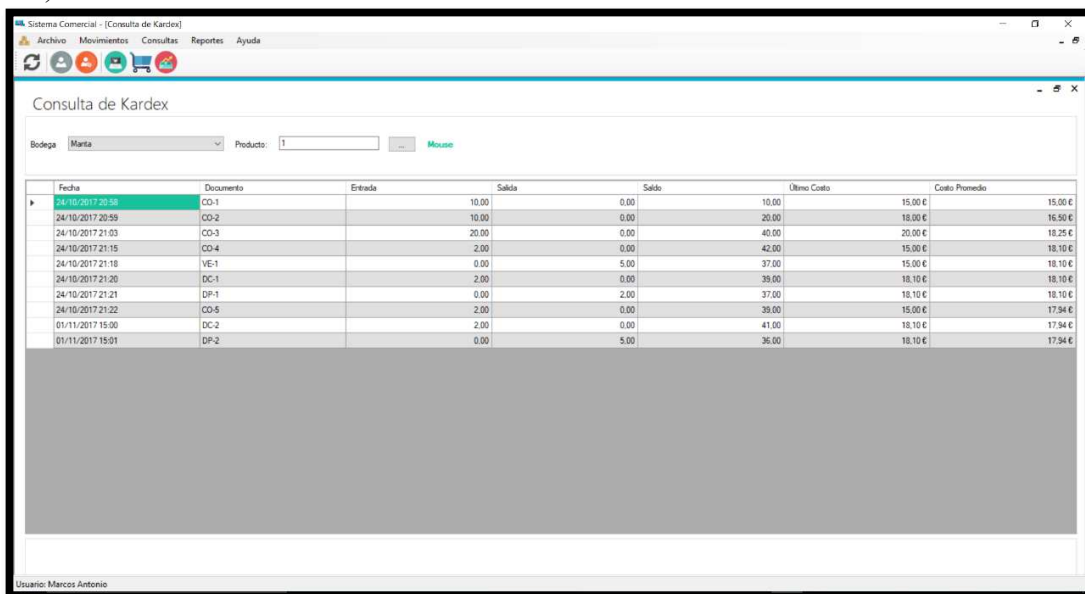 Sistema Comercial - [Consulta de Kardex]
Archivo Movimientos Consultas Reportes Ayuda
Consulta de Kardex
Bodega Manta Producto: 1 ... Mouse
Fecha Documento Entrada Salida Saldo Último Costo Costo Promedio
24/10/2017 20:58 CO-1 10,00 0,00 10,00 15,00 € 15,00 €
24/10/2017 20:59 CO-2 10,00 0,00 20,00 18,00 € 16,50 €
24/10/2017 21:03 CO-3 20,00 0,00 40,00 20,00 € 18,25 €
24/10/2017 21:15 CO-4 2,00 0,00 42,00 15,00 € 18,10 €
24/10/2017 21:18 VE-1 0,00 5,00 37,00 15,00 € 18,10 €
24/10/2017 21:20 DC-1 2,00 0,00 39,00 18,10 € 18,10 €
24/10/2017 21:21 DP-1 0,00 2,00 37,00 18,10 € 18,10 €
24/10/2017 21:22 CO-5 2,00 0,00 39,00 15,00 € 17,94 €
01/11/2017 15:00 DC-2 2,00 0,00 41,00 18,10 € 17,94 €
01/11/2017 15:01 DP-2 0,00 5,00 36,00 18,10 € 17,94 €
Usuario: Marcos Antonio